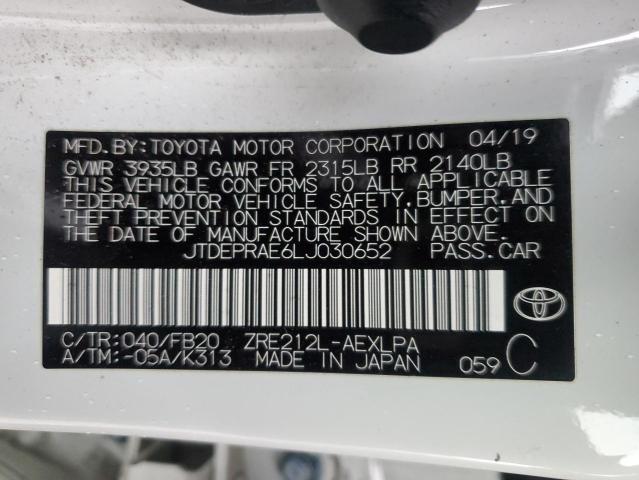 MFD.BY:TOYOTA MOTOR CORPORATION 04/19
GVWR 3935LB GAWR FR 2315LB RR 2140LB
THIS VEHICLE CONFORMS TO ALL APPLICABLE
FEDERAL MOTOR VEHICLE SAFETY,BUMPER,AND
THEFT PREVENTION STANDARDS IN EFFECT ON
THE DATE OF MANUFACTURE SHOWN ABOVE.
JTDEPRAE6LJ030652 PASS.CAR
C/TR:040/FB20 ZRE212L-AEXLPA
A/TM:-05A/K313 MADE IN JAPAN 059 C